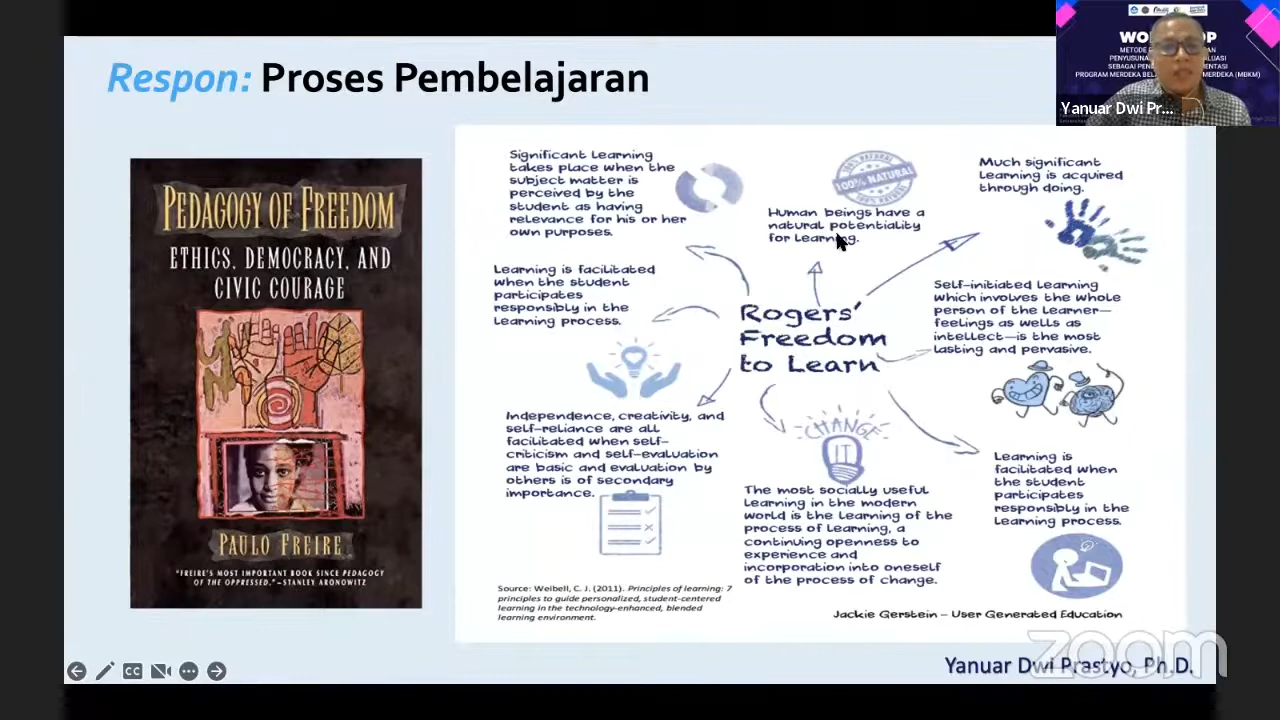 Respon: Proses Pembelajaran
PEDAGOGY OF FREEDOM
ETHICS, DEMOCRACY, AND
CIVIC COURAGE
PAULO FREIRE
"FREIRE'S MOST IMPORTANT BOOK SINCE PEDAGOGY
OF THE OPPRESSED."–STANLEY ARONOWITZ
Significant Learning
takes place when the
subject matter is
perceived by the
student as having
relevance for his or her
own purposes.
100% NATURAL
Human beings have a
natural potentiality
for Learning.
Much significant
Learning is acquired
through doing.
Learning is facilitated
when the student
participates
responsibly in the
Learning process.
Rogers'
Freedom
to Learn
Self-initiated Learning
which involves the whole
person of the Learner—
feelings as wells as
intellect—is the most
Lasting and pervasive.
Independence, creativity, and
self-reliance are all
facilitated when self-
criticism and self-evaluation
are basic and evaluation by
others is of secondary
importance.
CHANGE
IT
The most socially useful
Learning in the modern
world is the Learning of the
process of Learning, a
continuing openness to
experience and
incorporation into oneself
of the process of change.
Learning is
facilitated when
the student
participates
responsibly in the
Learning process.
Source: Weibell, C. J. (2011). Principles of learning: 7
principles to guide personalized, student-centered
learning in the technology-enhanced, blended
learning environment.
Jackie Gerstein – User Generated Education
Yanuar Dwi Prastyo, Ph.D.
zoom
CC
METODE
PROGRAM MERDEKA MERDEKA (MBKM)
Yanuar Dwi Pr...